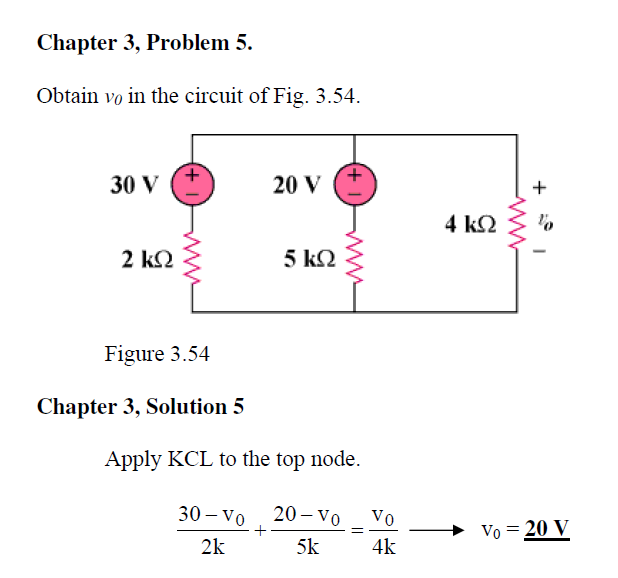 Chapter 3, Problem 5.
Obtain v0 in the circuit of Fig. 3.54.
30 V + − 20 V + −
+
4 kΩ v0
2 kΩ 5 kΩ −
Figure 3.54
Chapter 3, Solution 5
Apply KCL to the top node.
(30 – v0)/2k + (20 – v0)/5k = v0/4k ⟶ v0 = 20 V